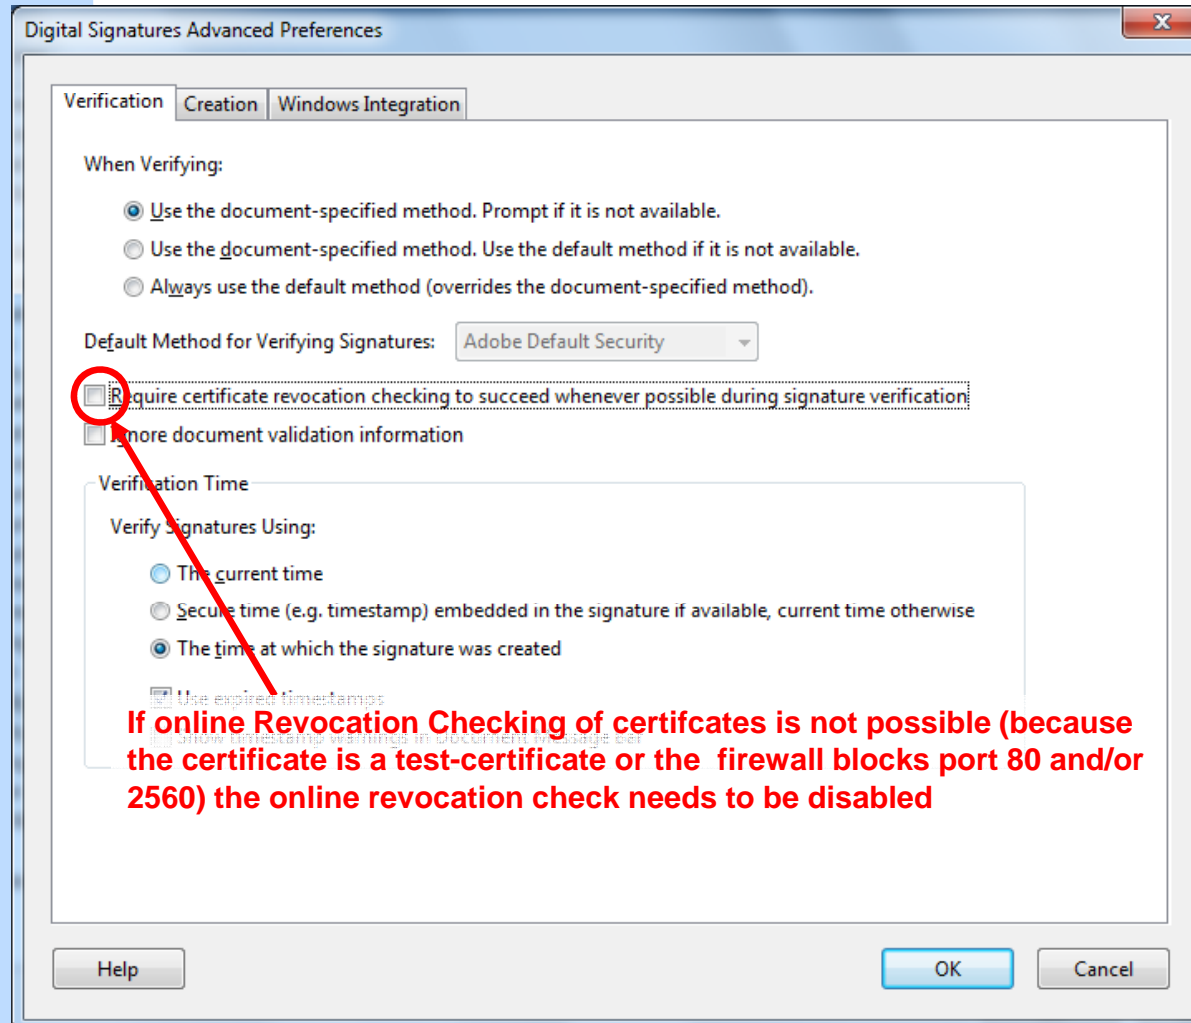 Digital Signatures Advanced Preferences
Verification Creation Windows Integration
When Verifying:
Use the document-specified method. Prompt if it is not available.
Use the document-specified method. Use the default method if it is not available.
Always use the default method (overrides the document-specified method).
Default Method for Verifying Signatures: Adobe Default Security
Require certificate revocation checking to succeed whenever possible during signature verification
Ignore document validation information
Verification Time
Verify Signatures Using:
The current time
Secure time (e.g. timestamp) embedded in the signature if available, current time otherwise
The time at which the signature was created
Use expired timestamps
If online Revocation Checking of certifcates is not possible (because
Show timestamp warnings in Document Message Bar
the certificate is a test-certificate or the firewall blocks port 80 and/or
2560) the online revocation check needs to be disabled
Help OK Cancel